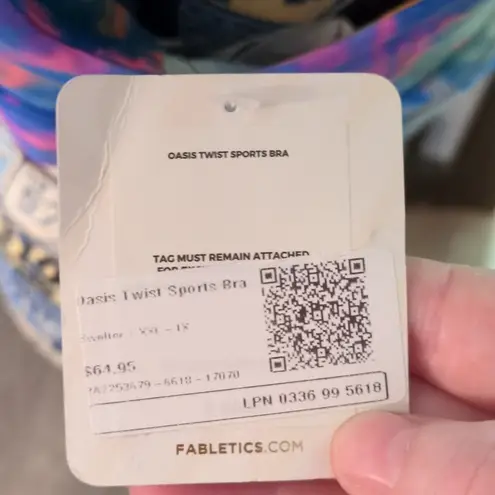 OASIS TWIST SPORTS BRA
TAG MUST REMAIN ATTACHED
Oasis Twist Sports Bra
XXL - 1X
$64.95
LPN 0336 99 5618
FABLETICS.COM